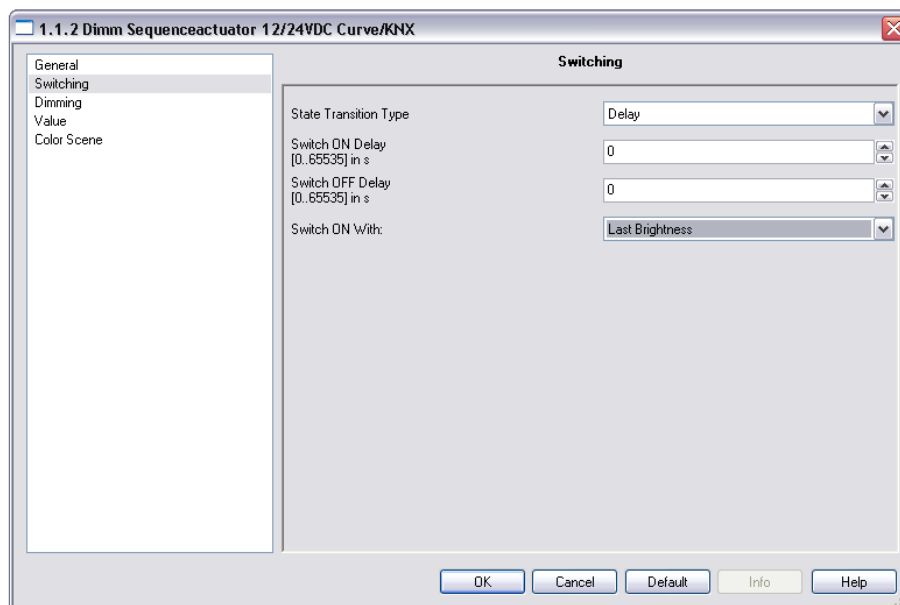 1.1.2 Dimm Sequenceactuator 12/24VDC Curve/KNX
General
Switching
Dimming
Value
Color Scene
Switching
State Transition Type
Delay
Switch ON Delay
[0..65535] in s
0
Switch OFF Delay
[0..65535] in s
0
Switch ON With:
Last Brightness
OK
Cancel
Default
Info
Help